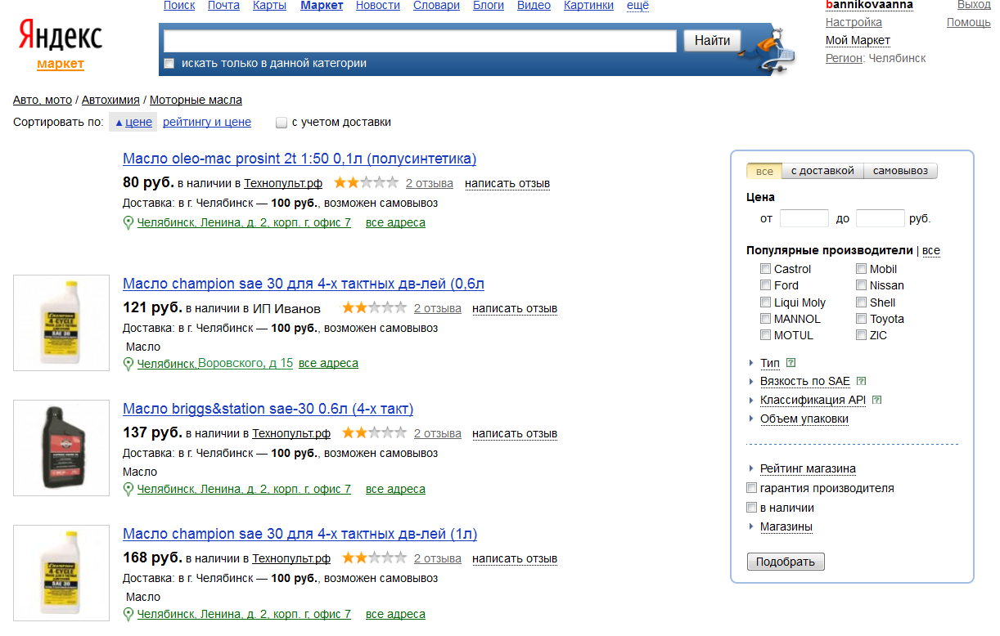 Поиск Почта Карты Маркет Новости Словари Блоги Видео Картинки ещё
bannikovaanna Выход
Яндекс
маркет
Найти
искать только в данной категории
Настройка Помощь
Мой Маркет
Регион: Челябинск
Авто, мото / Автохимия / Моторные масла
Сортировать по: ▲цене рейтингу и цене с учетом доставки
Масло oleo-mac prosint 2t 1:50 0,1л (полусинтетика)
80 руб. в наличии в Технопульт.рф 2 отзыва написать отзыв
Доставка: в г. Челябинск — 100 руб., возможен самовывоз
Челябинск, Ленина, д. 2, корп. г, офис 7 все адреса
Масло champion sae 30 для 4-х тактных дв-лей (0,6л
121 руб. в наличии в ИП Иванов 2 отзыва написать отзыв
Доставка: в г. Челябинск — 100 руб., возможен самовывоз
Масло
Челябинск, Воровского, д 15 все адреса
CHAMPION
4-CYCLE
SAE 30
Масло briggs&station sae-30 0.6л (4-х такт)
137 руб. в наличии в Технопульт.рф 2 отзыва написать отзыв
Доставка: в г. Челябинск — 100 руб., возможен самовывоз
Масло
Челябинск, Ленина, д. 2, корп. г, офис 7 все адреса
Масло champion sae 30 для 4-х тактных дв-лей (1л)
168 руб. в наличии в Технопульт.рф 2 отзыва написать отзыв
Доставка: в г. Челябинск — 100 руб., возможен самовывоз
Масло
Челябинск, Ленина, д. 2, корп. г, офис 7 все адреса
CHAMPION
4-CYCLE
SAE 30
все с доставкой самовывоз
Цена
от до руб.
Популярные производители | все
Castrol Mobil
Ford Nissan
Liqui Moly Shell
MANNOL Toyota
MOTUL ZIC
Тип ?
Вязкость по SAE ?
Классификация API ?
Объем упаковки
Рейтинг магазина
гарантия производителя
в наличии
Магазины
Подобрать